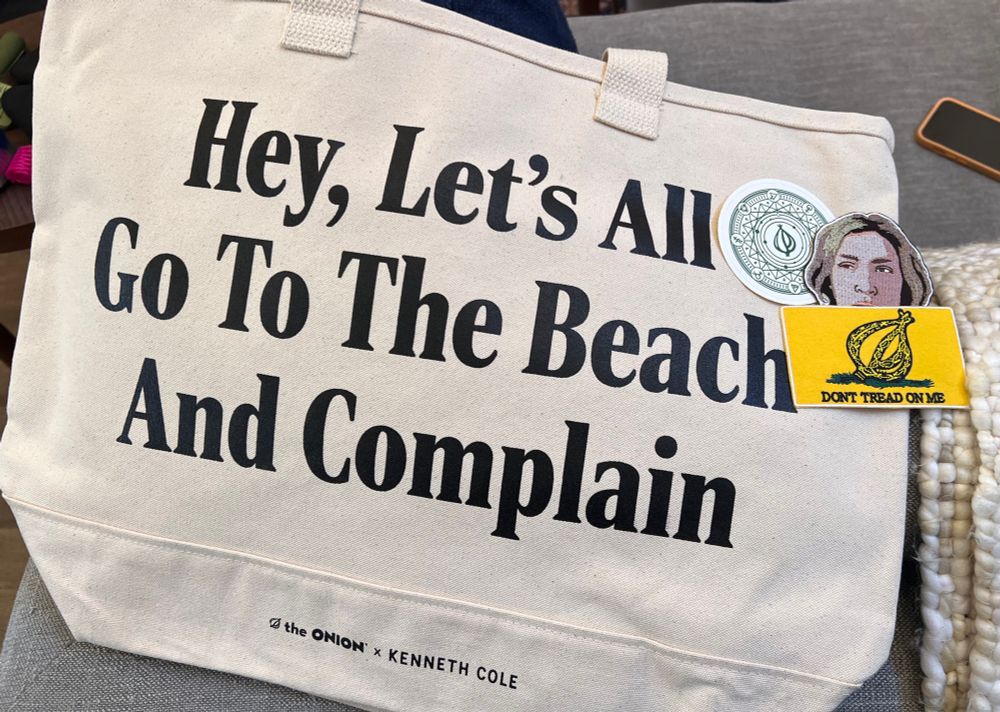 Hey, Let's All
Go To The Beach
And Complain
DONT TREAD ON ME
the ONION® x KENNETH COLE